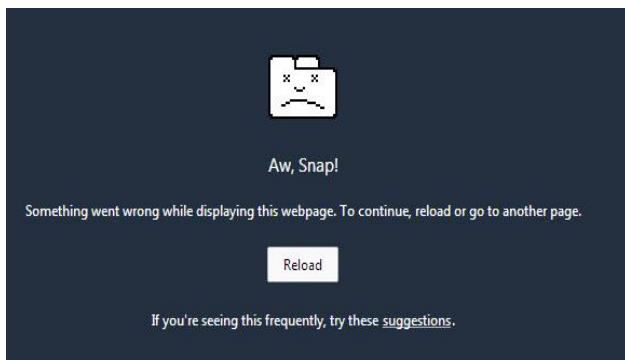 Aw, Snap!
Something went wrong while displaying this webpage. To continue, reload or go to another page.
Reload
If you're seeing this frequently, try these suggestions.